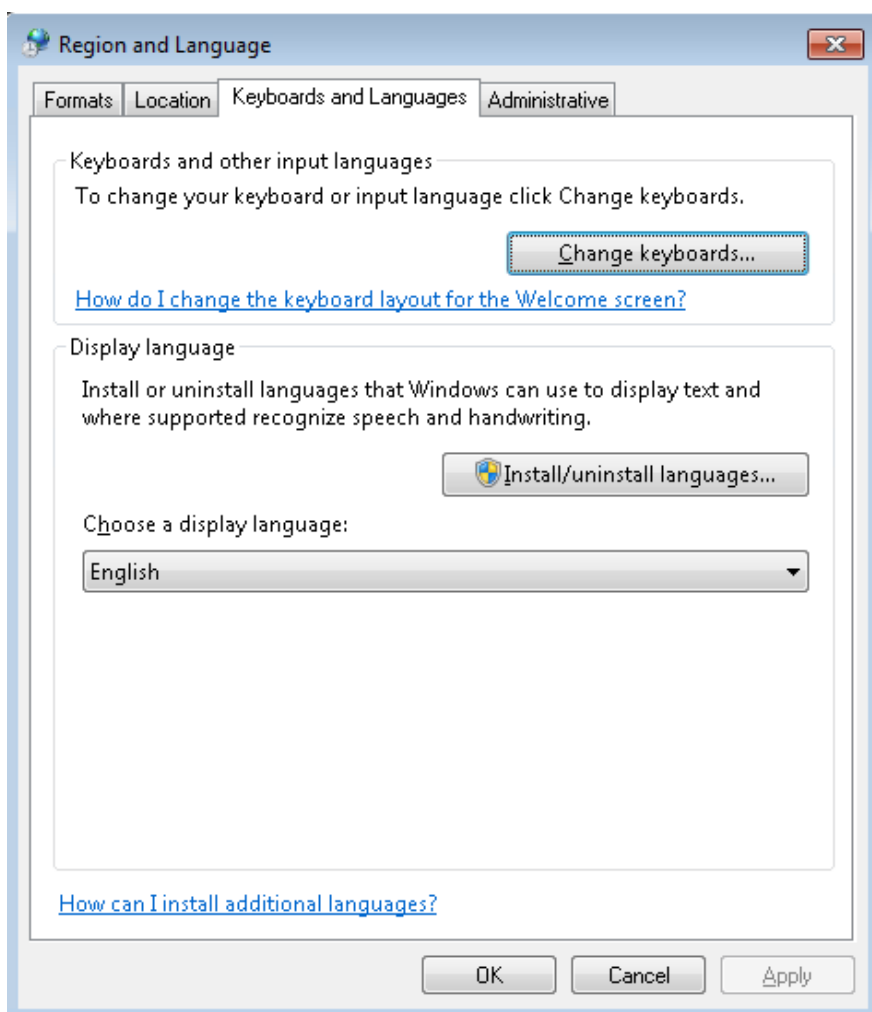 Region and Language
Formats Location Keyboards and Languages Administrative
Keyboards and other input languages
To change your keyboard or input language click Change keyboards.
Change keyboards...
How do I change the keyboard layout for the Welcome screen?
Display language
Install or uninstall languages that Windows can use to display text and
where supported recognize speech and handwriting.
Install/uninstall languages...
Choose a display language:
English
How can I install additional languages?
OK Cancel Apply